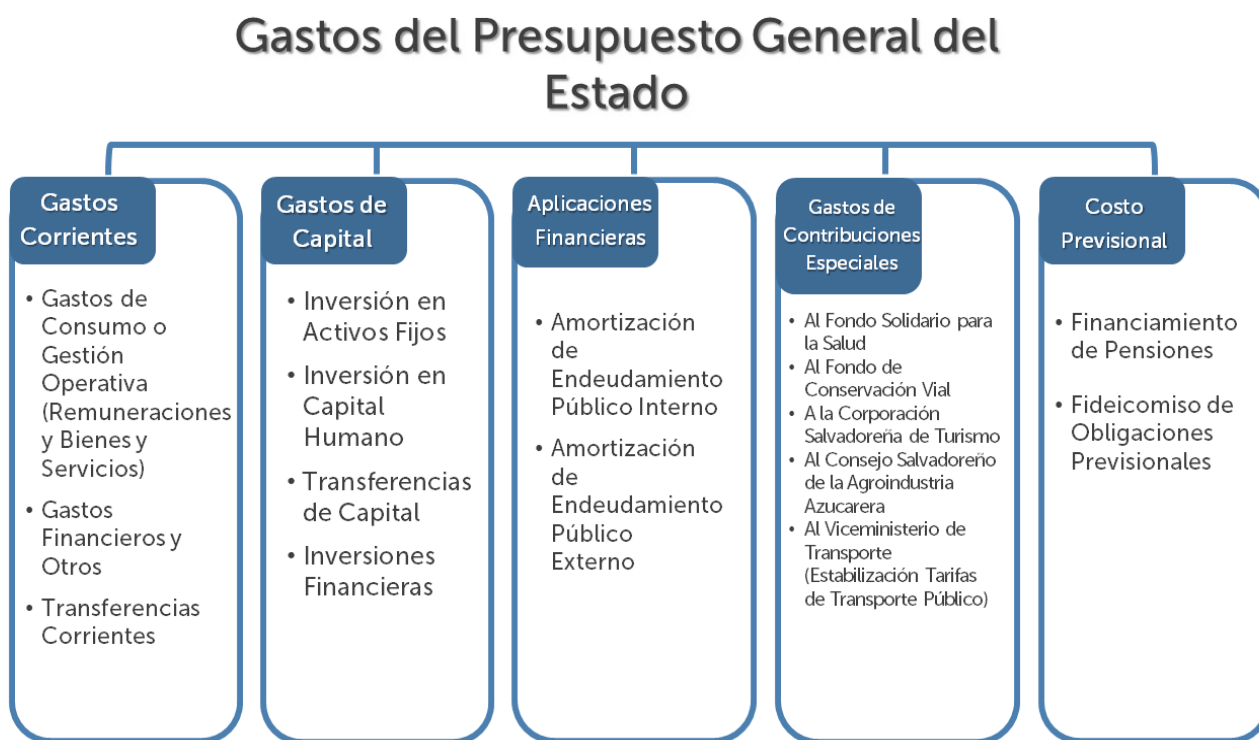 Gastos del Presupuesto General del
Estado
Gastos
Corrientes
• Gastos de
Consumo o
Gestión
Operativa
(Remuneraciones
y Bienes y
Servicios)
• Gastos
Financieros y
Otros
• Transferencias
Corrientes
Gastos de
Capital
• Inversión en
Activos Fijos
• Inversión en
Capital
Humano
• Transferencias
de Capital
• Inversiones
Financieras
Aplicaciones
Financieras
• Amortización
de
Endeudamiento
Público Interno
• Amortización
de
Endeudamiento
Público
Externo
Gastos de
Contribuciones
Especiales
• Al Fondo Solidario para
la Salud
• Al Fondo de
Conservación Vial
• A la Corporación
Salvadoreña de Turismo
• Al Consejo Salvadoreño
de la Agroindustria
Azucarera
• Al Viceministerio de
Transporte
(Estabilización Tarifas
de Transporte Público)
Costo
Previsional
• Financiamiento
de Pensiones
• Fideicomiso de
Obligaciones
Previsionales